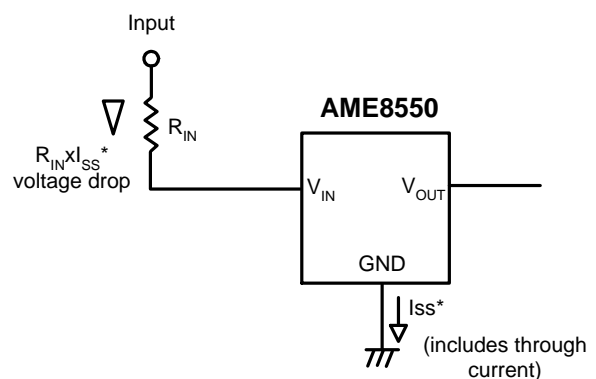 Input
AME8550
R_IN
R_INxI_SS*
voltage drop
V_IN
V_OUT
GND
Iss*
(includes through
current)